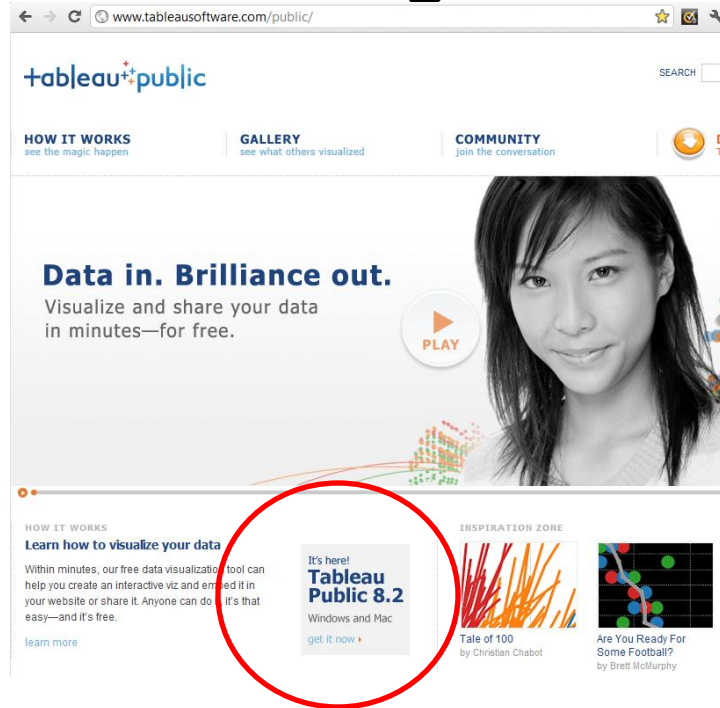 www.tableausoftware.com/public/
tableau public
SEARCH
HOW IT WORKS
see the magic happen
GALLERY
see what others visualized
COMMUNITY
join the conversation
Data in. Brilliance out.
Visualize and share your data
in minutes—for free.
PLAY
HOW IT WORKS
Learn how to visualize your data
Within minutes, our free data visualization tool can
help you create an interactive viz and embed it in
your website or share it. Anyone can do it, it's that
easy—and it's free.
learn more
It's here!
Tableau
Public 8.2
Windows and Mac
get it now
INSPIRATION ZONE
Tale of 100
by Christian Chabot
Are You Ready For
Some Football?
by Brett McMurphy